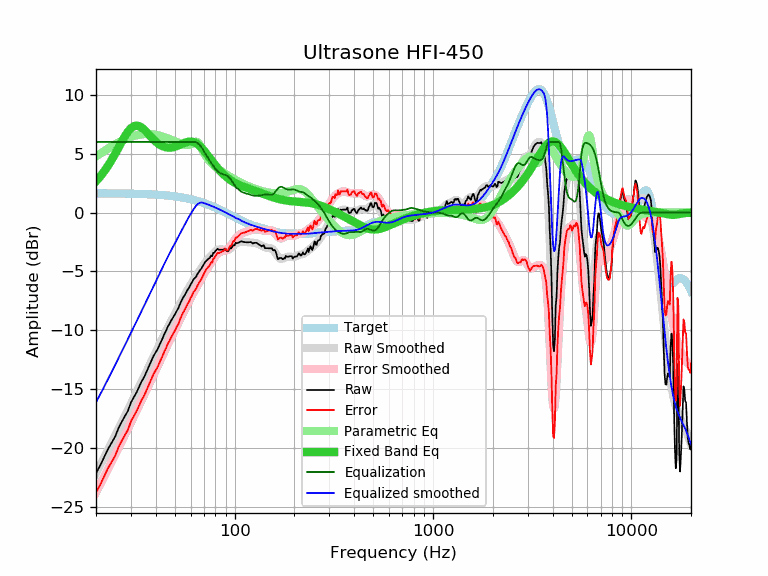 Ultrasone HFI-450
Amplitude (dBr)
10
5
0
−5
−10
−15
−20
−25
Target
Raw Smoothed
Error Smoothed
Raw
Error
Parametric Eq
Fixed Band Eq
Equalization
Equalized smoothed
100
1000
10000
Frequency (Hz)